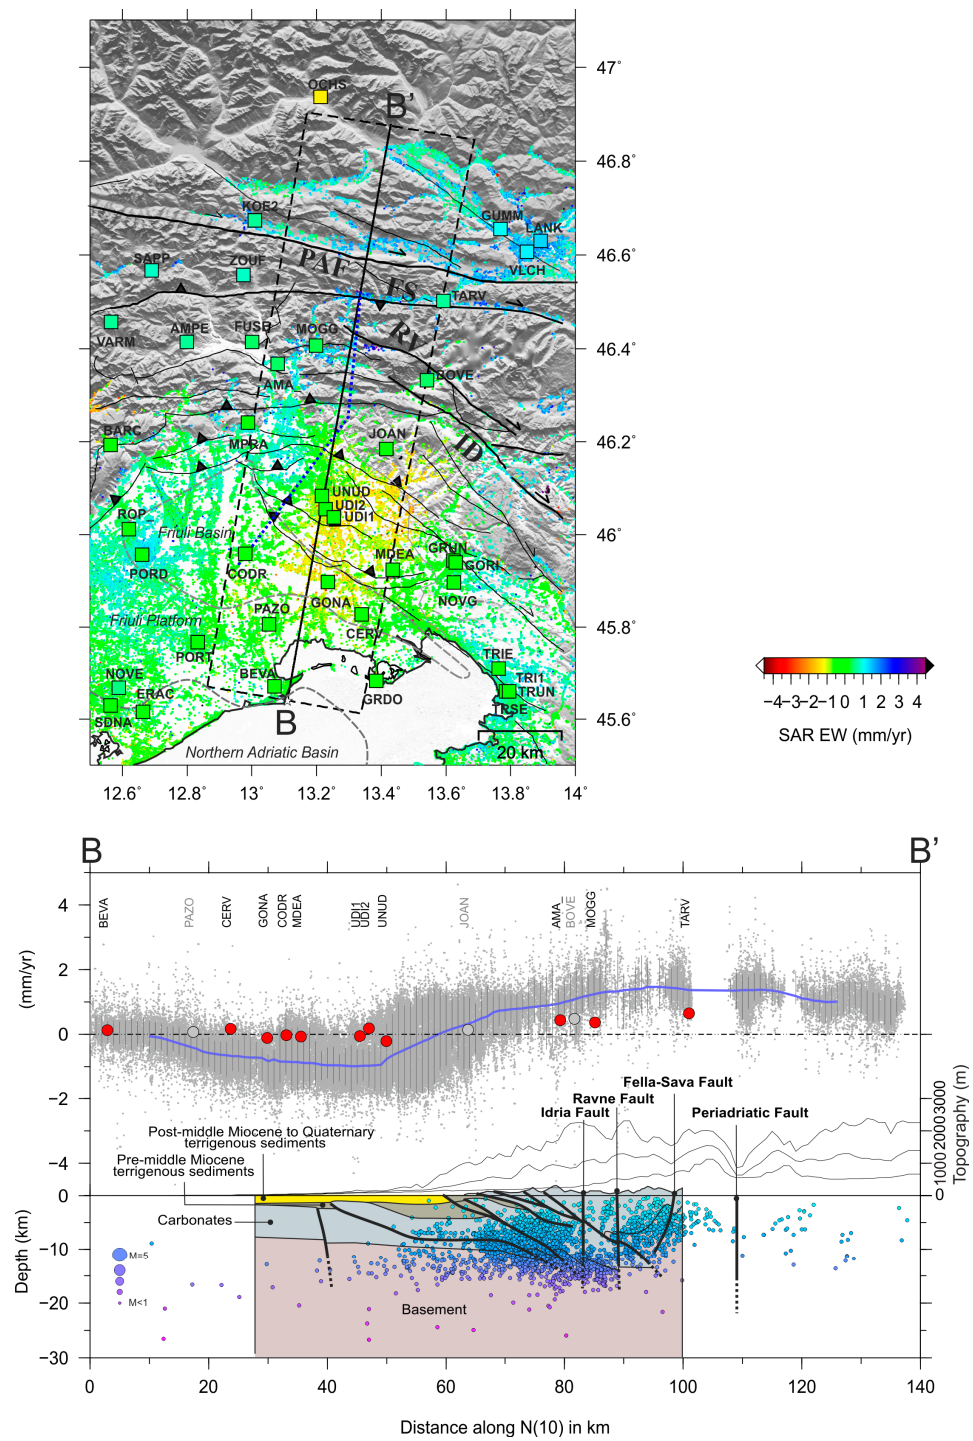 OCHS
B'
47°
46.8°
KOE2
GUMM
LANK
VLCH
46.6°
SAPP
ZOUF
PAF
FS
TARV
VARM
AMPE
FUSE
MOGG
RV
46.4°
AMA
BOVE
BARC
MPRA
JOAN
ID
46.2°
UNUD
UDI2
UDI1
ROP
Friuli Basin
46°
PORD
CODR
MDEA
GRUN
GORI
GONA
NOVG
PAZO
Friuli Platform
CERV
45.8°
PORT
TRIE
NOVE
BEVA
TRI1
ERAC
GRDO
TRUN
SDNA
B
TRSE
45.6°
Northern Adriatic Basin
20 km
12.6° 12.8° 13° 13.2° 13.4° 13.6° 13.8° 14°
−4−3−2−1 0 1 2 3 4
SAR EW (mm/yr)
B B'
BEVA PAZO CERV GONA CODR MDEA UDI1 UDI2 UNUD JOAN AMA_ BOVE MOGG TARV
4
2
0
−2
−4
(mm/yr)
Fella-Sava Fault
Ravne Fault
Idria Fault
Periadriatic Fault
0 1000 2000 3000
Topography (m)
Post-middle Miocene to Quaternary
terrigenous sediments
Pre-middle Miocene
terrigenous sediments
Carbonates
Basement
M=5
M<1
0
−10
−20
−30
Depth (km)
0 20 40 60 80 100 120 140
Distance along N(10) in km